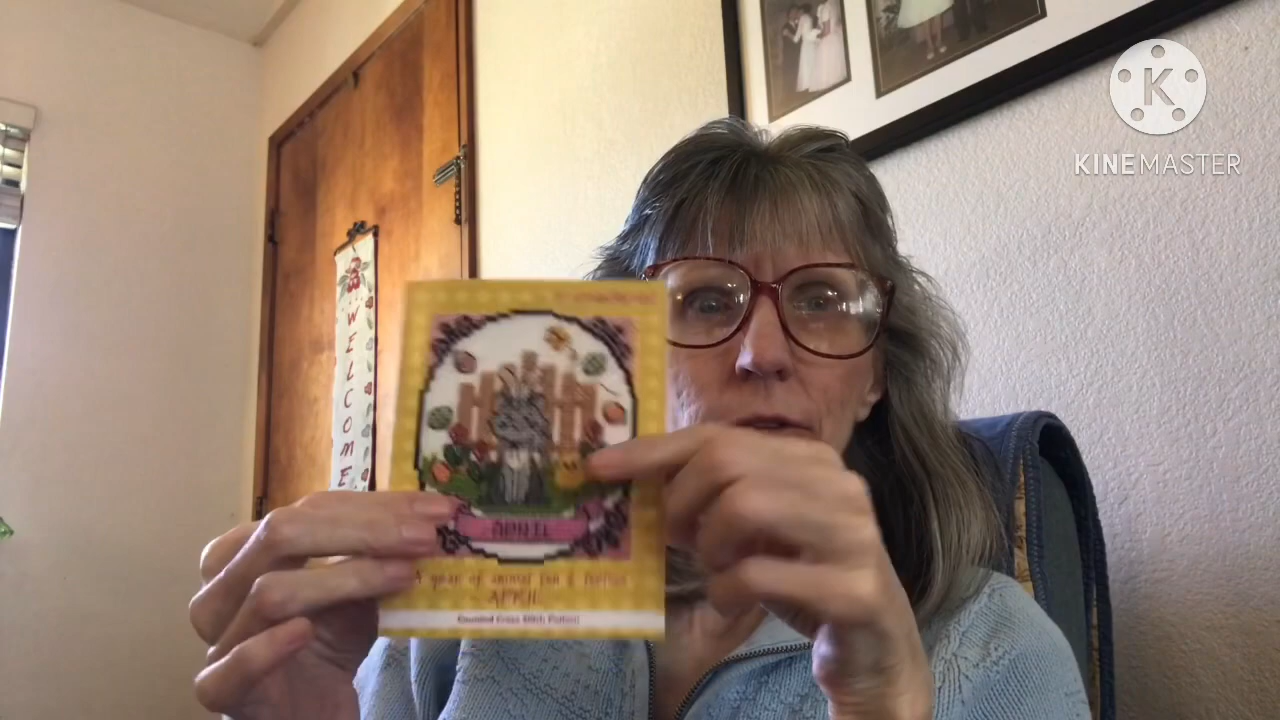 KINEMASTER
WELCOME
APRIL
A year of animal fun & festive
APRIL
Counted Cross Stitch Pattern